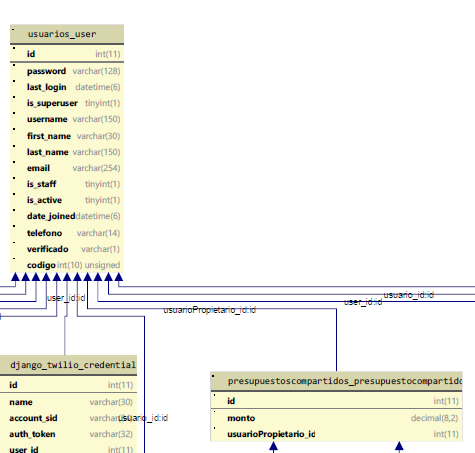 usuarios_user
id int(11)
password varchar(128)
last_login datetime(6)
is_superuser tinyint(1)
username varchar(150)
first_name varchar(30)
last_name varchar(150)
email varchar(254)
is_staff tinyint(1)
is_active tinyint(1)
date_joined datetime(6)
telefono varchar(14)
verificado varchar(1)
codigo int(10) unsigned
user_id:id
usuario_id:id
user_id:id
usuarioPropietario_id:id
django_twilio_credential
id int(11)
name varchar(30)
account_sid
usuario_id:id
auth_token varchar(32)
user_id int(11)
presupuestoscompartidos_presupuestocompartido
id int(11)
monto decimal(8,2)
usuarioPropietario_id int(11)